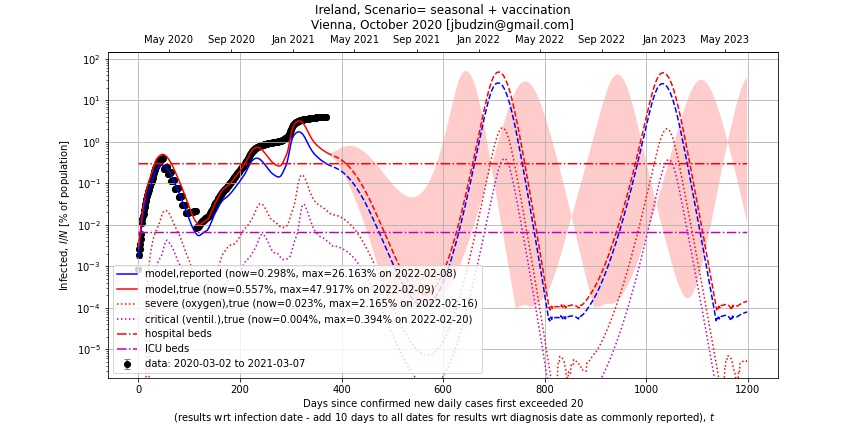 Ireland, Scenario= seasonal + vaccination
Vienna, October 2020 [jbudzin@gmail.com]
May 2020 Sep 2020 Jan 2021 May 2021 Sep 2021 Jan 2022 May 2022 Sep 2022 Jan 2023 May 2023
10² 
10¹
10⁰
10⁻¹
10⁻²
10⁻³
10⁻⁴
10⁻⁵
Infected, I/N [% of population]
model,reported (now=0.298%, max=26.163% on 2022-02-08)
model,true (now=0.557%, max=47.917% on 2022-02-09)
severe (oxygen),true (now=0.023%, max=2.165% on 2022-02-16)
critical (ventil.),true (now=0.004%, max=0.394% on 2022-02-20)
hospital beds
ICU beds
data: 2020-03-02 to 2021-03-07
0 200 400 600 800 1000 1200
Days since confirmed new daily cases first exceeded 20
(results wrt infection date - add 10 days to all dates for results wrt diagnosis date as commonly reported), t